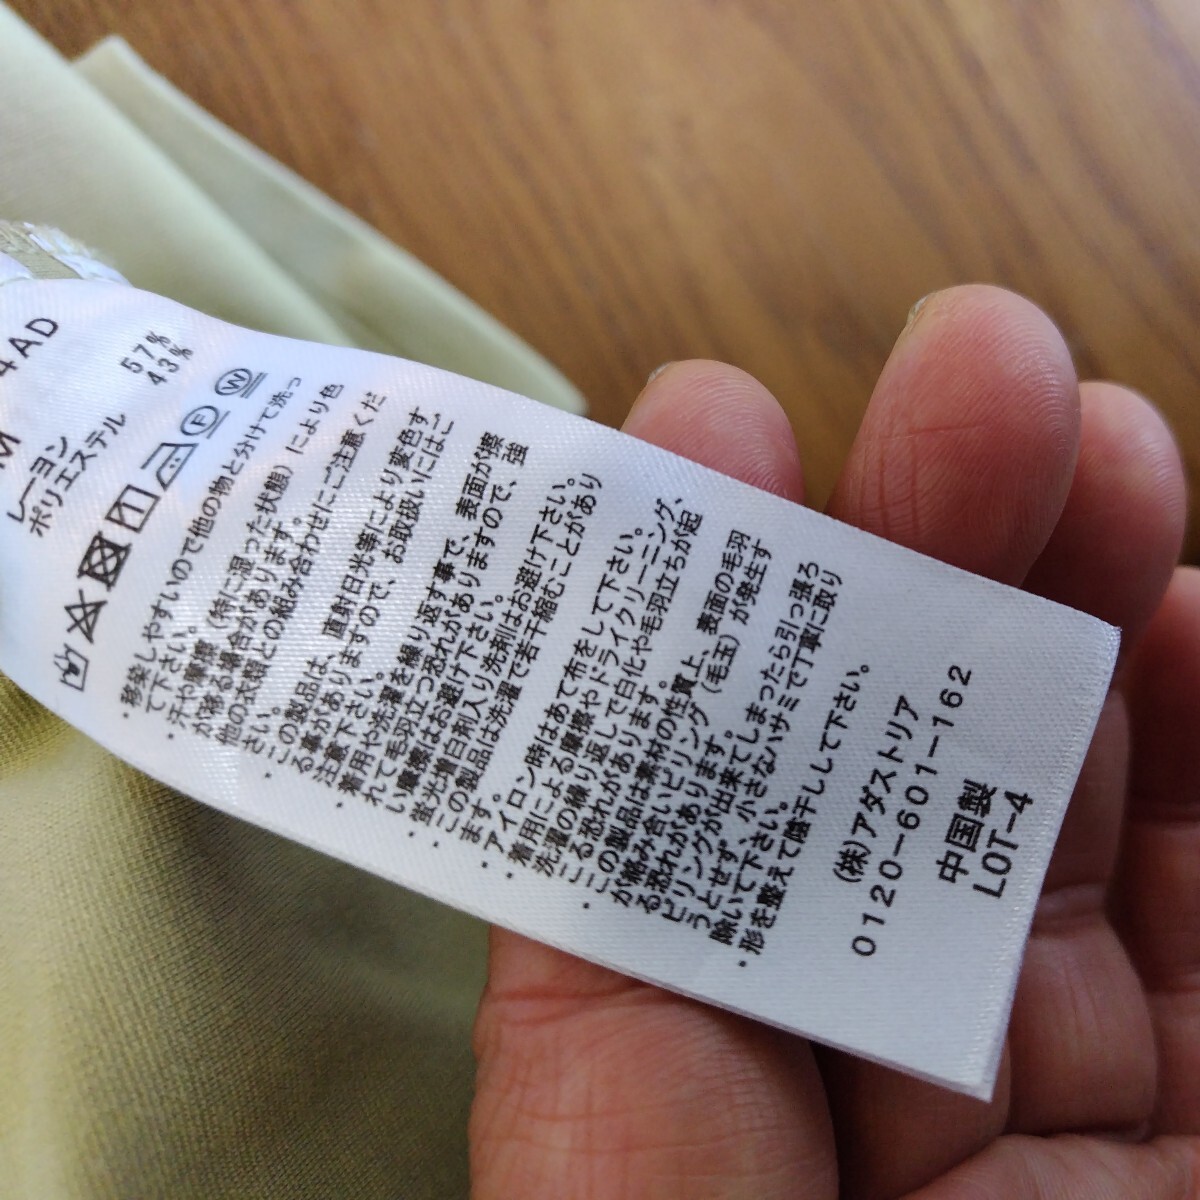 4AD
M
レーヨン 57%
ポリエステル 43%
F W
・移染しやすいので他の物と分けて洗っ
て下さい。
・汗や摩擦（特に湿った状態）により色
が移る場合があります。
他の衣類との組み合わせにご注意くだ
さい。
・この製品は、直射日光等により変色す
る事がありますので、お取扱いにはご
注意下さい。
・着用や洗濯を繰り返す事で、表面が擦
れて毛羽立つ恐れがありますので、強
い摩擦はお避け下さい。
・蛍光増白剤入り洗剤はお避け下さい。
・この製品は洗濯で若干縮むことがあり
ます。
・アイロン時はあて布をして下さい。
・着用による摩擦やドライクリーニング、
洗濯の繰り返しで白化や毛羽立ちが起
こる恐れがあります。
・この製品は素材の性質上、表面の毛羽
が絡み合いピリング（毛玉）が発生す
る恐れがあります。
ピリングが出来てしまったら引っ張ろ
うとせず、小さなハサミで丁寧に取り
除いて下さい。
・形を整えて陰干しして下さい。
(株)アダストリア
0120-601-162
中国製
LOT-4